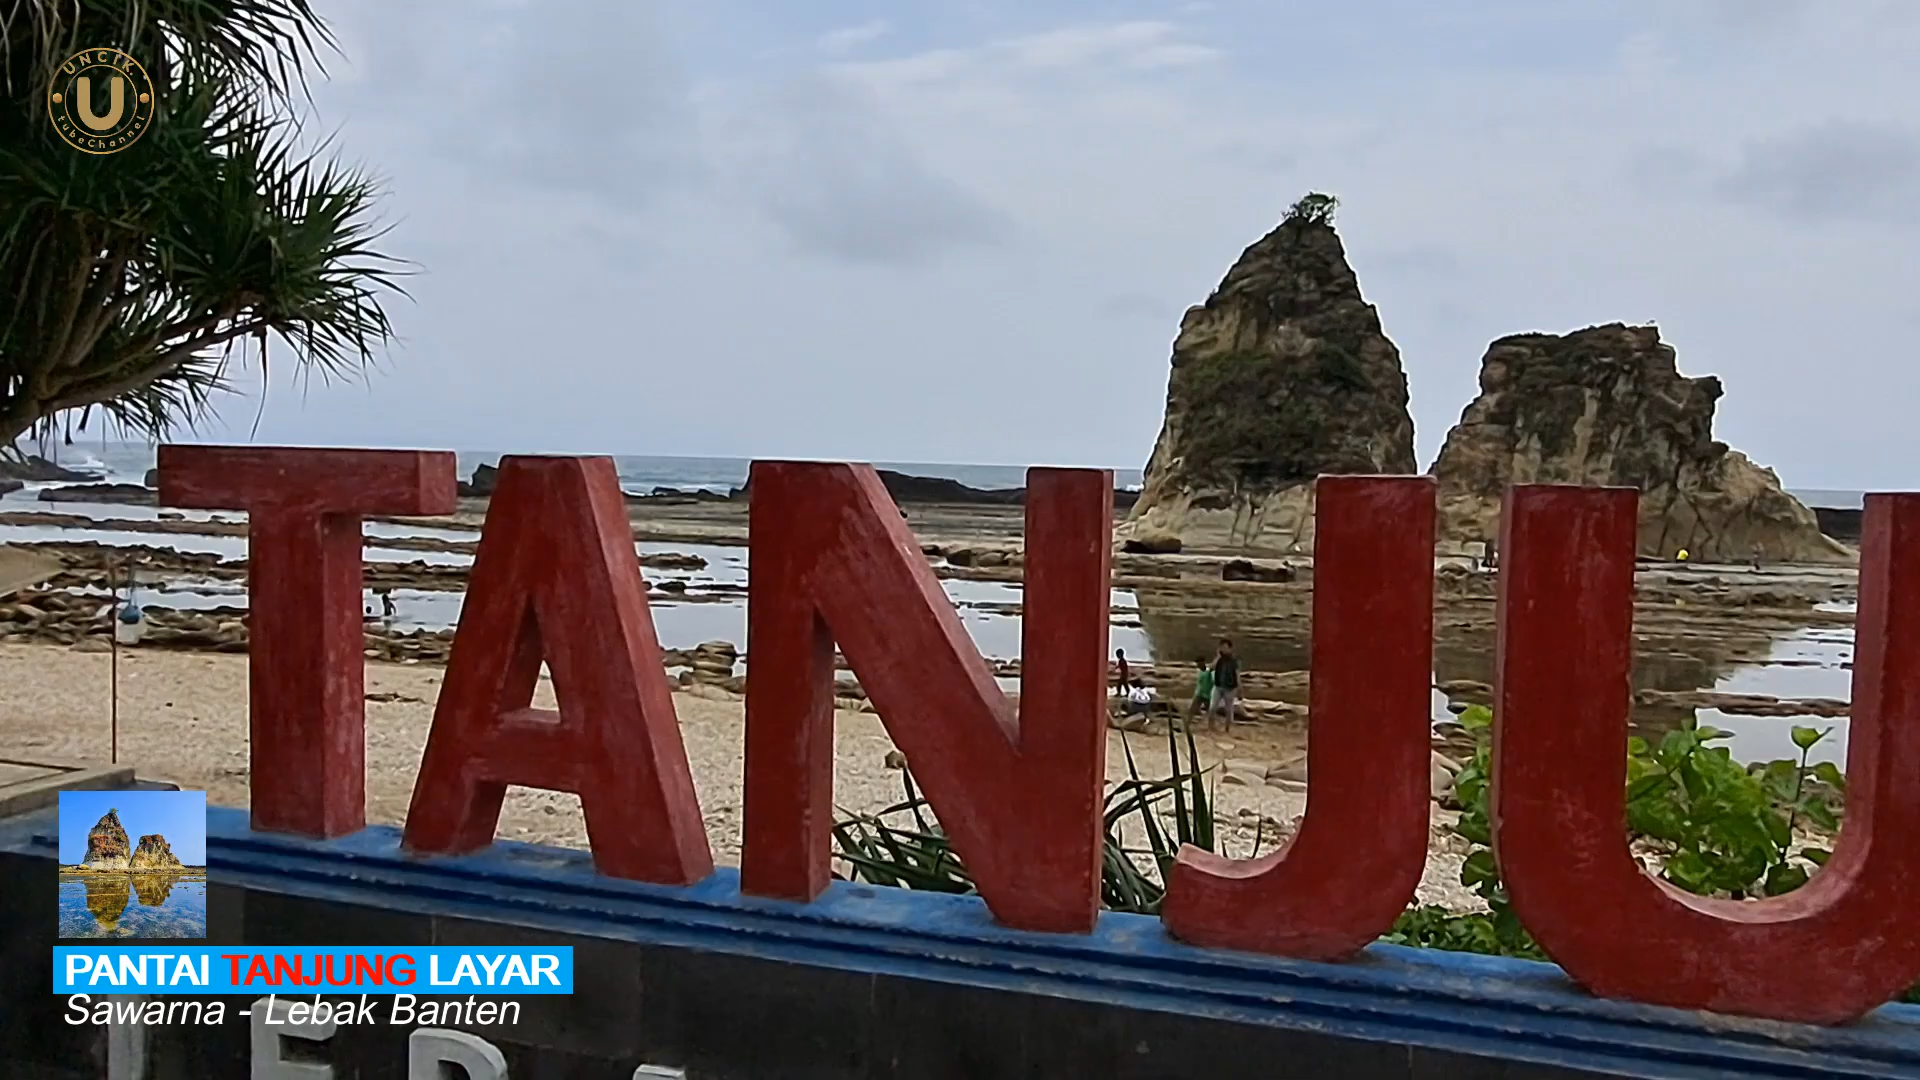 UNCIK
U
tubeChannel
TANJU
PANTAI TANJUNG LAYAR
Sawarna - Lebak Banten